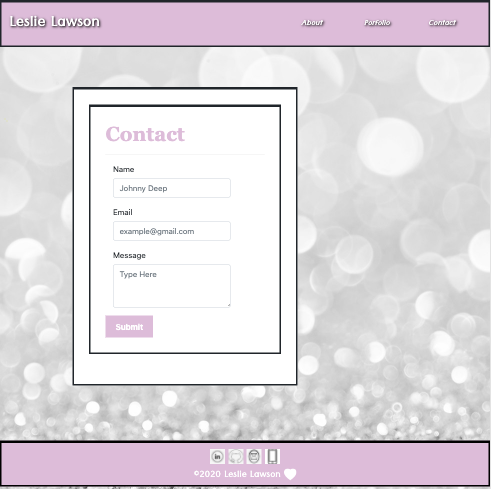 Leslie Lawson
About Porfolio Contact
Contact
Name
Johnny Deep
Email
example@gmail.com
Message
Type Here
Submit
in
©2020 Leslie Lawson